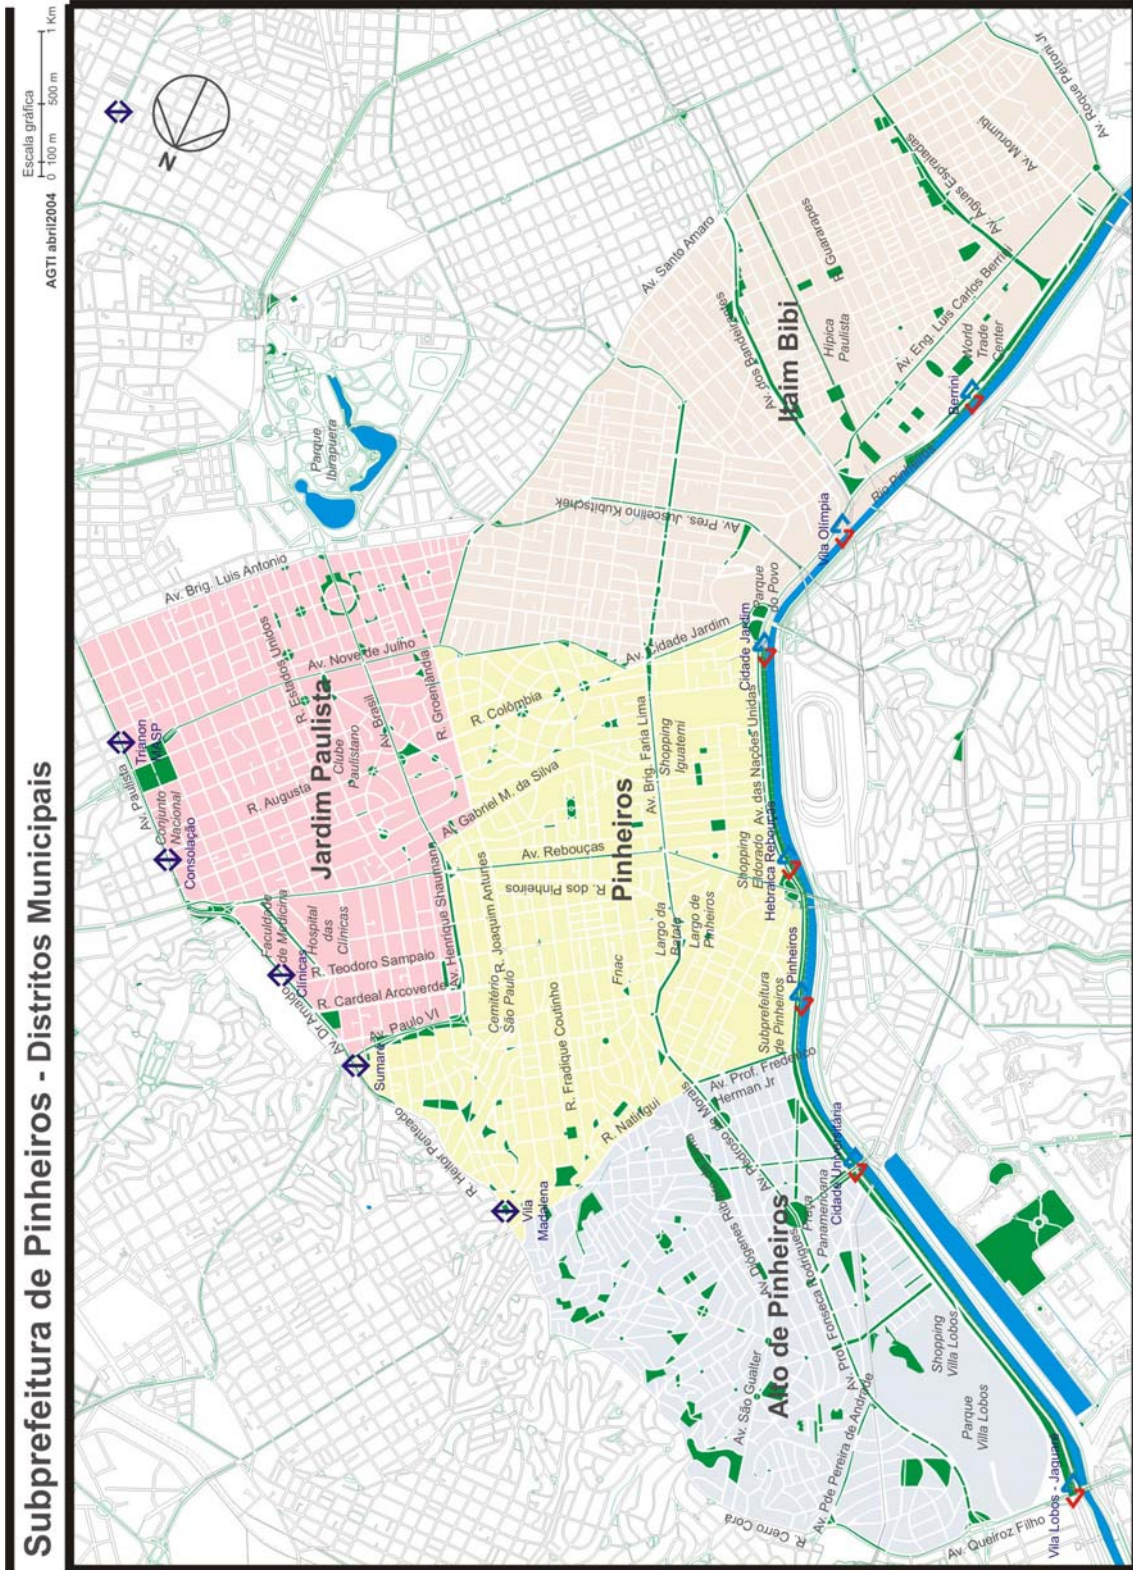 Subprefeitura de Pinheiros - Distritos Municipais
AGTI abril2004
Escala gráfica
0 100 m 500 m 1 Km
N
Av. Paulista
Trianon
MASP
Conjunto
Nacional
Consolação
Av. Brig. Luis Antonio
R. Estados Unidos
Av. Nove de Julho
Jardim Paulista
Clube
Paulistano
Av. Brasil
R. Groenlândia
R. Augusta
Faculdade
de Medicina
Hospital
das
Clínicas
Clínicas
R. Teodoro Sampaio
R. Cardeal Arcoverde
Av. Henrique Shaumann
Av. Dr Arnaldo
Av. Paulo VI
Sumaré
Parque
Ibirapuera
Av. Santo Amaro
Av. Roque Petroni Jr
Av. Morumbi
Av. Águas Espraiadas
R. Guararapes
Av. dos Bandeirantes
Itaim Bibi
Hípica
Paulista
Av. Eng. Luís Carlos Berrini
World
Trade
Center
Berrini
Rio Pinheiros
Vila Olímpia
Av. Pres. Juscelino Kubitschek
Parque
do Povo
Cidade Jardim
Av. Cidade Jardim
R. Colômbia
Av. Gabriel M. da Silva
Av. Brig. Faria Lima
Shopping
Iguatemi
Av. das Nações Unidas
Pinheiros
Av. Rebouças
R. dos Pinheiros
R. Joaquim Antunes
Shopping
Eldorado
Hebraica Rebouças
Largo da
Batata
Largo de
Pinheiros
Cemitério
São Paulo
Fnac
R. Fradique Coutinho
Pinheiros
Subprefeitura
de Pinheiros
R. Heitor Penteado
Vila
Madalena
R. Natingui
Av. Prof. Frederico
Herman Jr
Av. Pedroso de Morais
Av. Diógenes Ribeiro de Lima
Praça
Panamericana
Cidade Universitária
Alto de Pinheiros
Av. Prof. Fonseca Rodrigues
Av. São Gualter
Shopping
Villa Lobos
Parque
Villa Lobos
Av. Pde Pereira de Andrade
R. Cerro Corá
Av. Queiroz Filho
Vila Lobos - Jaguaré